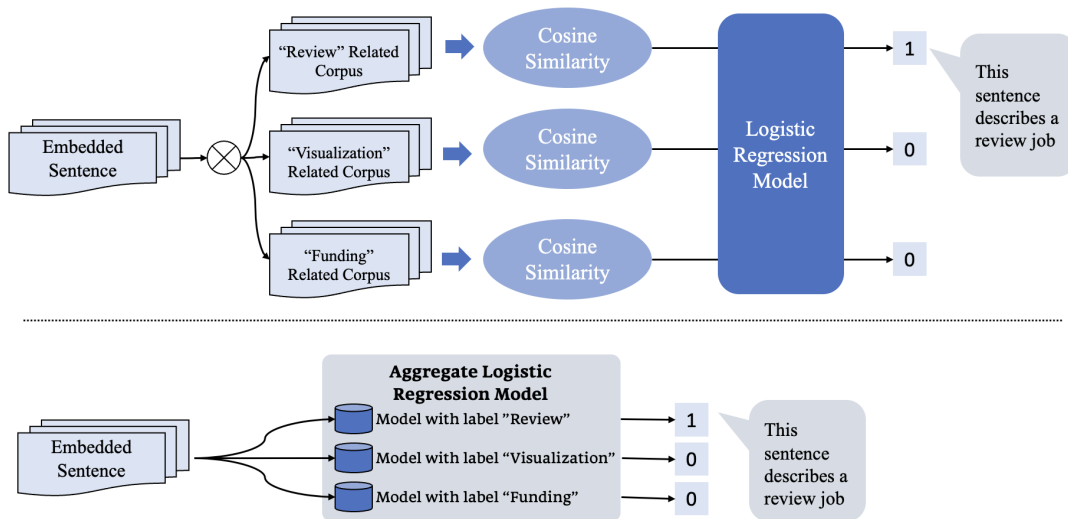 Embedded
Sentence
“Review” Related
Corpus
“Visualization”
Related Corpus
“Funding”
Related Corpus
Cosine
Similarity
Cosine
Similarity
Cosine
Similarity
Logistic
Regression
Model
1
0
0
This
sentence
describes a
review job
Embedded
Sentence
Aggregate Logistic
Regression Model
Model with label ”Review”
Model with label “Visualization”
Model with label “Funding”
1
0
0
This
sentence
describes a
review job